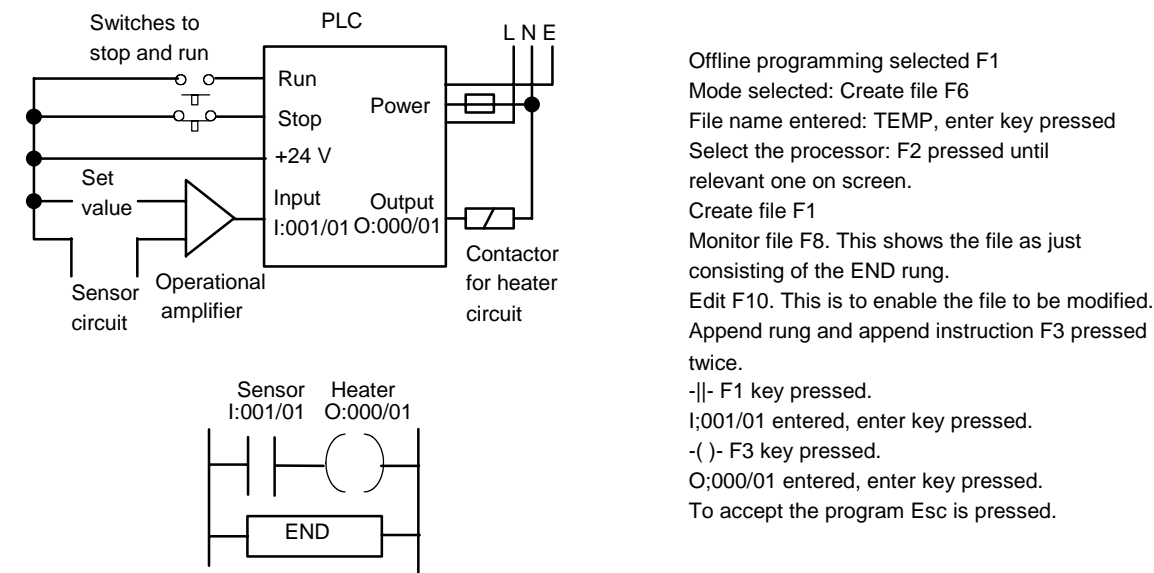 Switches to
stop and run
PLC
L N E
Run
Power
Stop
+24 V
Set
value
Input
I:001/01
Output
O:000/01
Operational
amplifier
Sensor
circuit
Contactor
for heater
circuit
Sensor
I:001/01
Heater
O:000/01
END
Offline programming selected F1
Mode selected: Create file F6
File name entered: TEMP, enter key pressed
Select the processor: F2 pressed until
relevant one on screen.
Create file F1
Monitor file F8. This shows the file as just
consisting of the END rung.
Edit F10. This is to enable the file to be modified.
Append rung and append instruction F3 pressed
twice.
-||- F1 key pressed.
I;001/01 entered, enter key pressed.
-( )- F3 key pressed.
O;000/01 entered, enter key pressed.
To accept the program Esc is pressed.